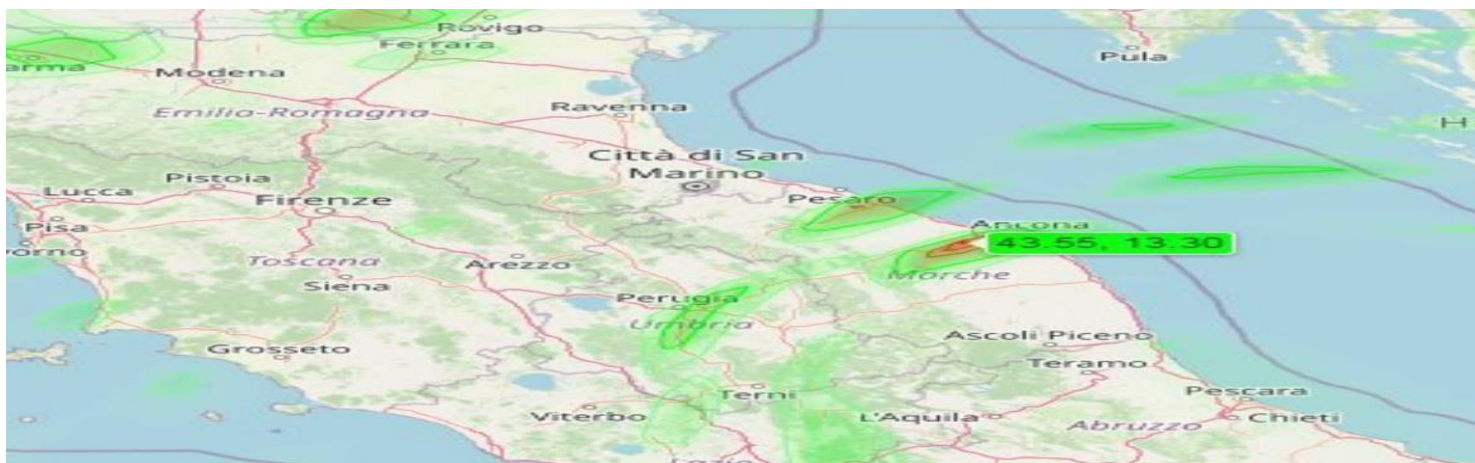 Rovigo
Ferrara
Pula
arma
Modena
Emilia-Romagna
Ravenna
H
Città di San
Marino
Pistoia
Lucca
Firenze
Pesaro
Pisa
Ancona
vorno
43.55, 13.30
Toscana
Arezzo
Marche
Siena
Perugia
Umbria
Grosseto
Ascoli Piceno
Teramo
Terni
Pescara
Viterbo
L'Aquila
Abruzzo
Chieti
Lazio